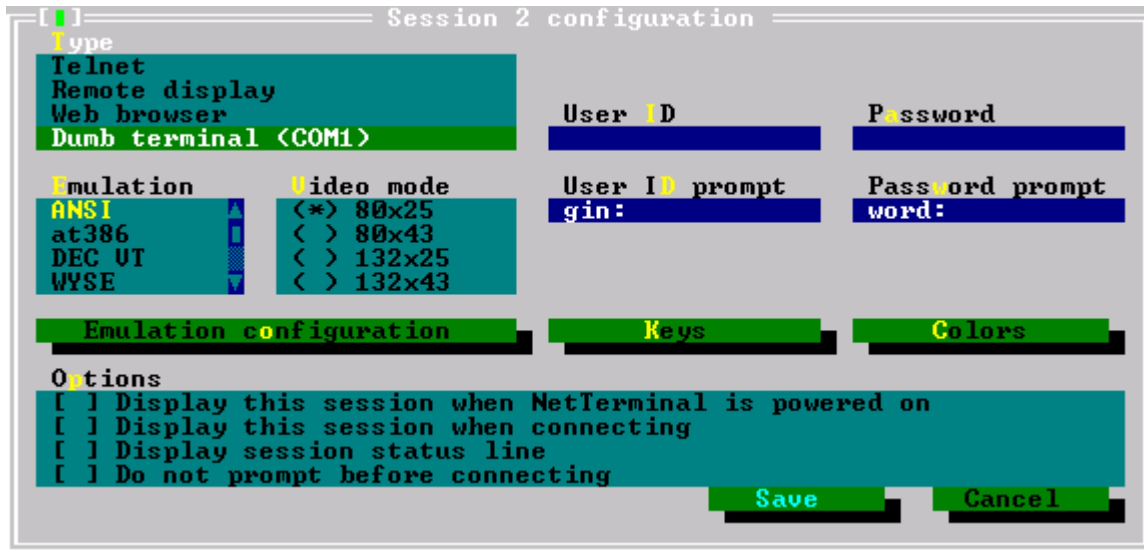 [ ] Session 2 configuration
Type
Telnet
Remote display
Web browser
Dumb terminal (COM1)
User ID
Password
Emulation
ANSI
at386
DEC VT
WYSE
Video mode
(*) 80x25
( ) 80x43
( ) 132x25
( ) 132x43
User ID prompt
gin:
Password prompt
word:
Emulation configuration
Keys
Colors
Options
[ ] Display this session when NetTerminal is powered on
[ ] Display this session when connecting
[ ] Display session status line
[ ] Do not prompt before connecting
Save
Cancel